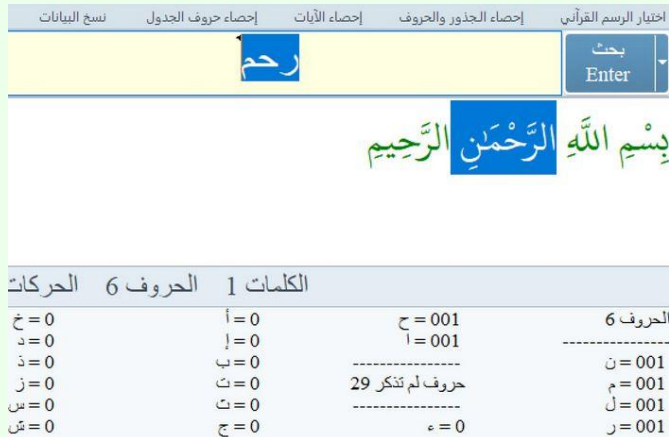 اختيار الرسم القرآني إحصاء الجذور والحروف إحصاء الآيات إحصاء حروف الجدول نسخ البيانات
بحث
Enter
رحم
بِسْمِ اللَّهِ الرَّحْمَٰنِ الرَّحِيمِ
الكلمات 1 الحروف 6 الحركات
الحروف 6 ح = 001 أ = 0 خ = 0
---------------- ا = 001 إ = 0 د = 0
ن = 001 ---------------- ب = 0 ذ = 0
م = 001 حروف لم تذكر 29 ت = 0 ز = 0
ل = 001 ---------------- ث = 0 س = 0
ر = 001 ء = 0 ج = 0 ش = 0